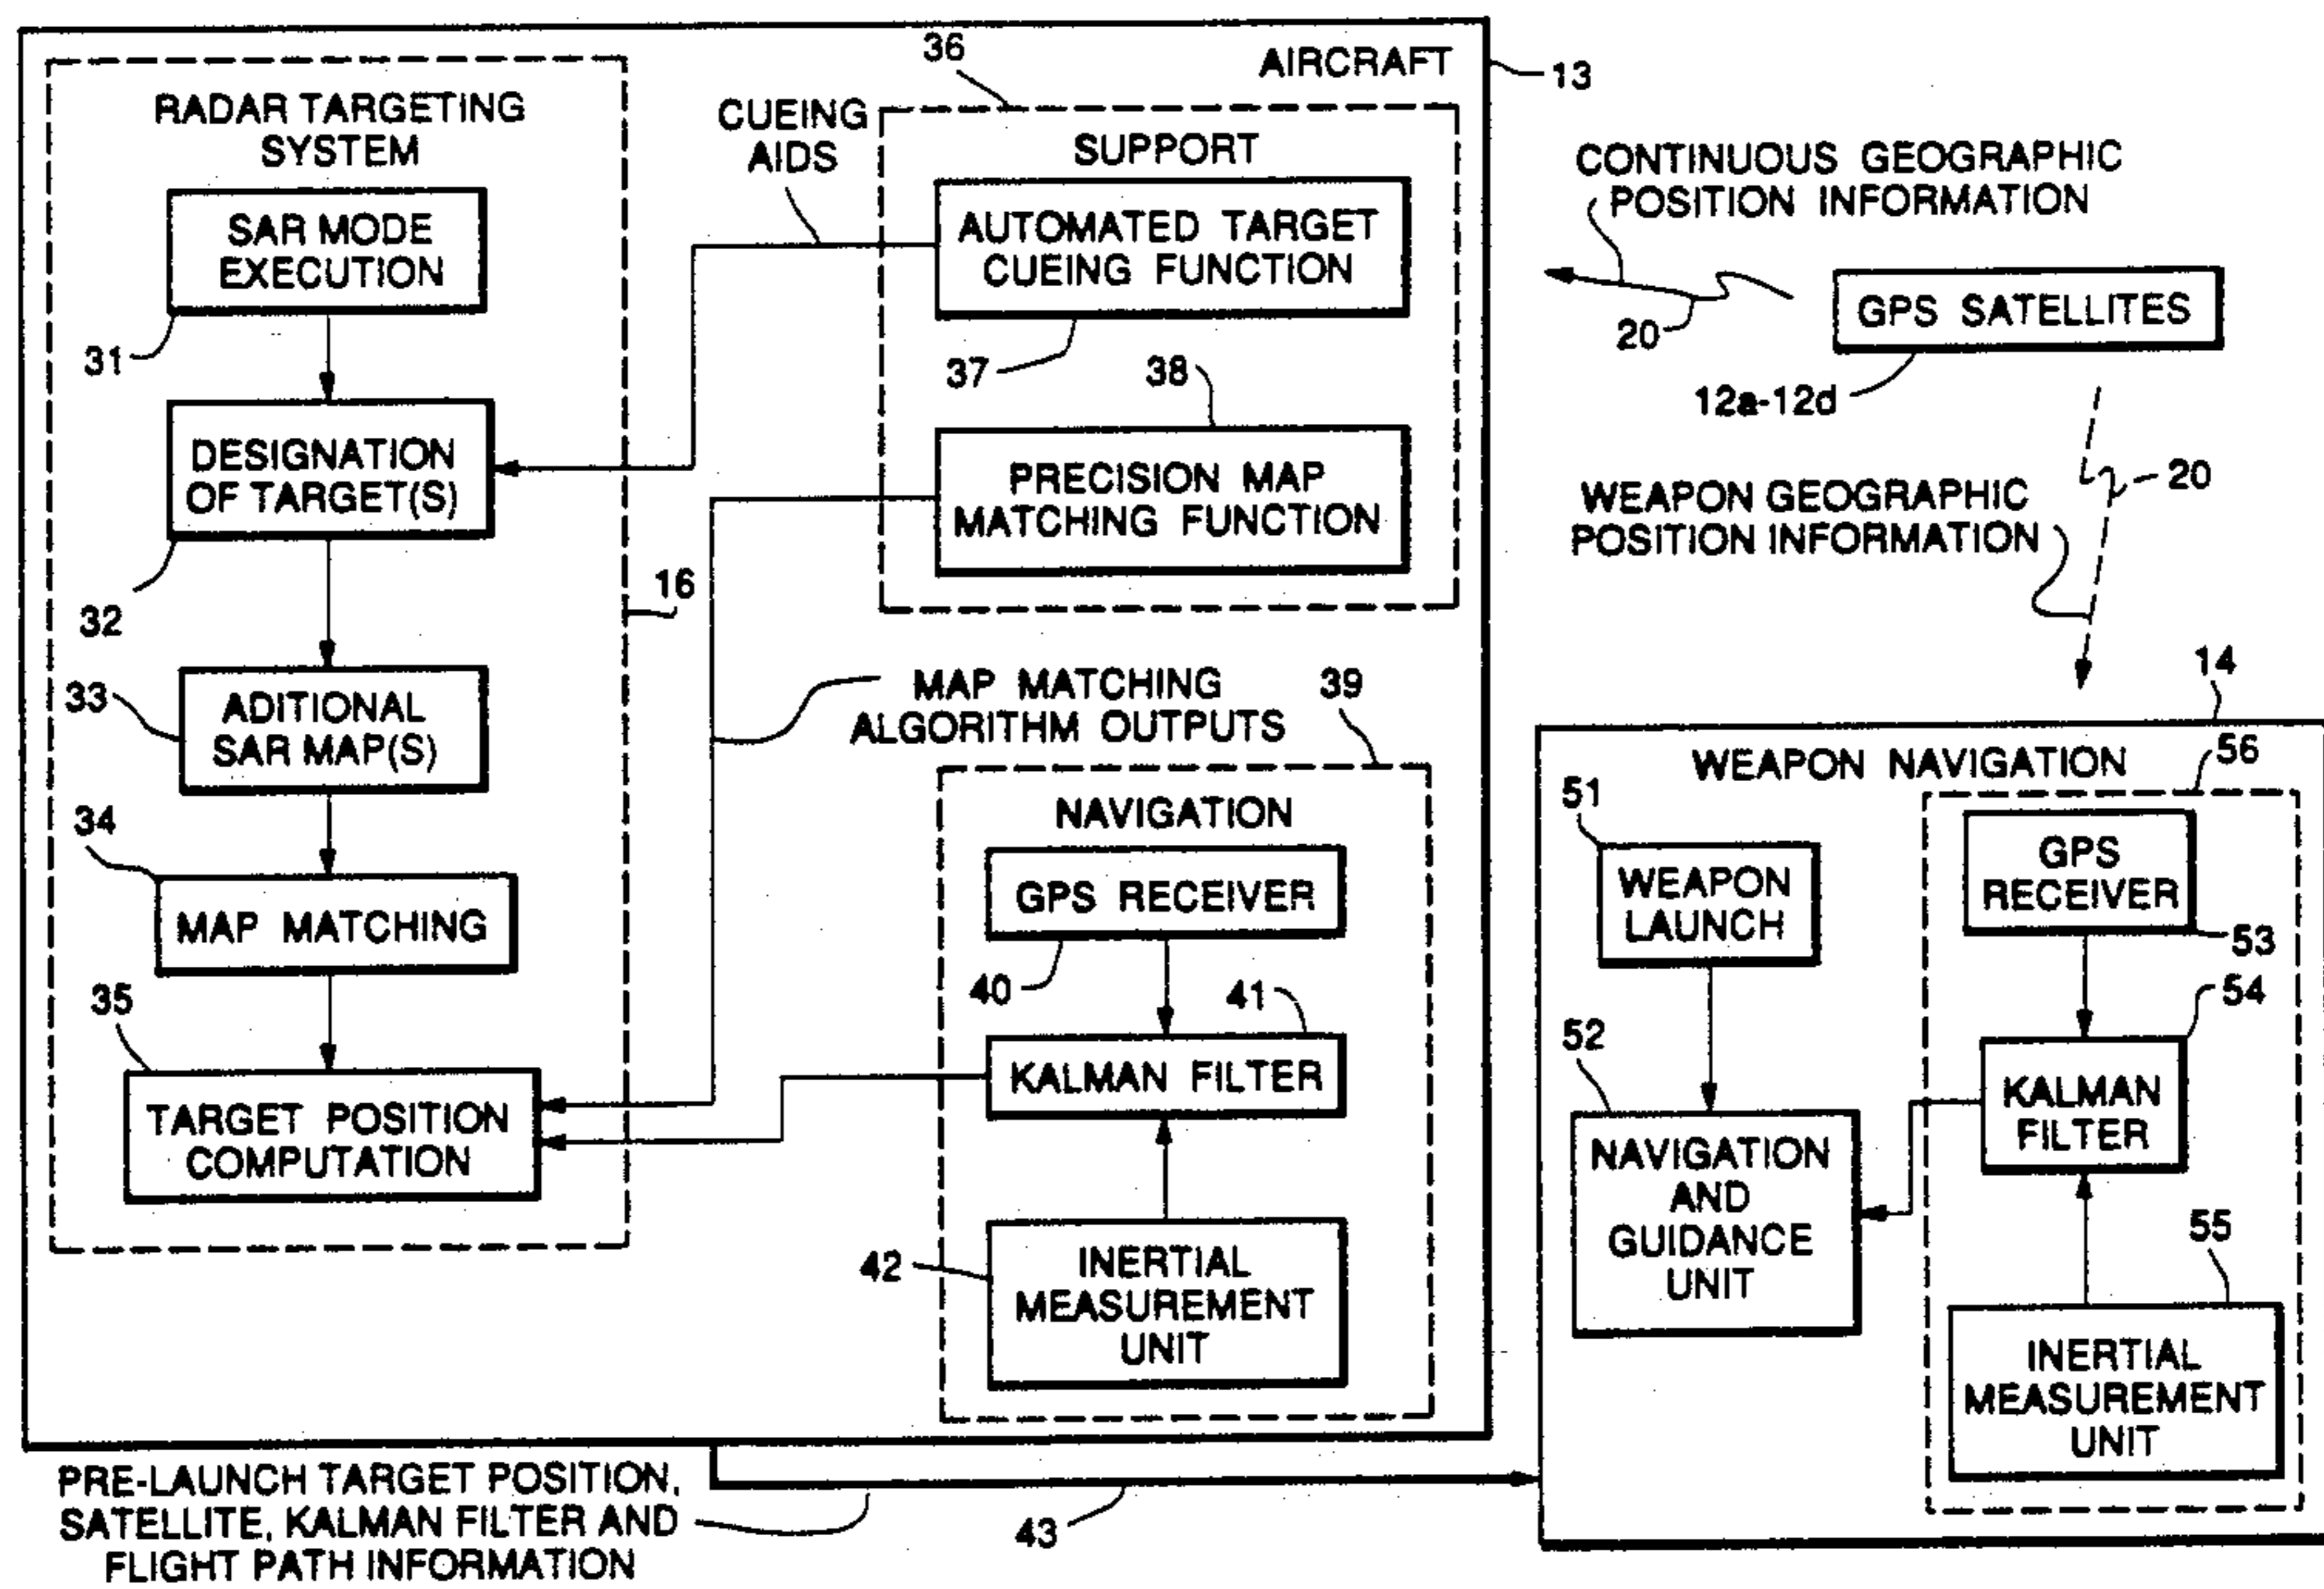 AIRCRAFT
13
RADAR TARGETING
SYSTEM
SAR MODE
EXECUTION
31
DESIGNATION
OF TARGET(S)
32
16
ADITIONAL
SAR MAP(S)
33
34
MAP MATCHING
35
TARGET POSITION
COMPUTATION
CUEING
AIDS
36
SUPPORT
AUTOMATED TARGET
CUEING FUNCTION
37
38
PRECISION MAP
MATCHING FUNCTION
MAP MATCHING
ALGORITHM OUTPUTS
39
NAVIGATION
GPS RECEIVER
40
41
KALMAN FILTER
42
INERTIAL
MEASUREMENT
UNIT
CONTINUOUS GEOGRAPHIC
POSITION INFORMATION
20
GPS SATELLITES
12a-12d
20
WEAPON GEOGRAPHIC
POSITION INFORMATION
14
WEAPON NAVIGATION
56
51
WEAPON
LAUNCH
GPS
RECEIVER
53
54
52
KALMAN
FILTER
NAVIGATION
AND
GUIDANCE
UNIT
55
INERTIAL
MEASUREMENT
UNIT
PRE-LAUNCH TARGET POSITION,
SATELLITE, KALMAN FILTER AND
FLIGHT PATH INFORMATION
43